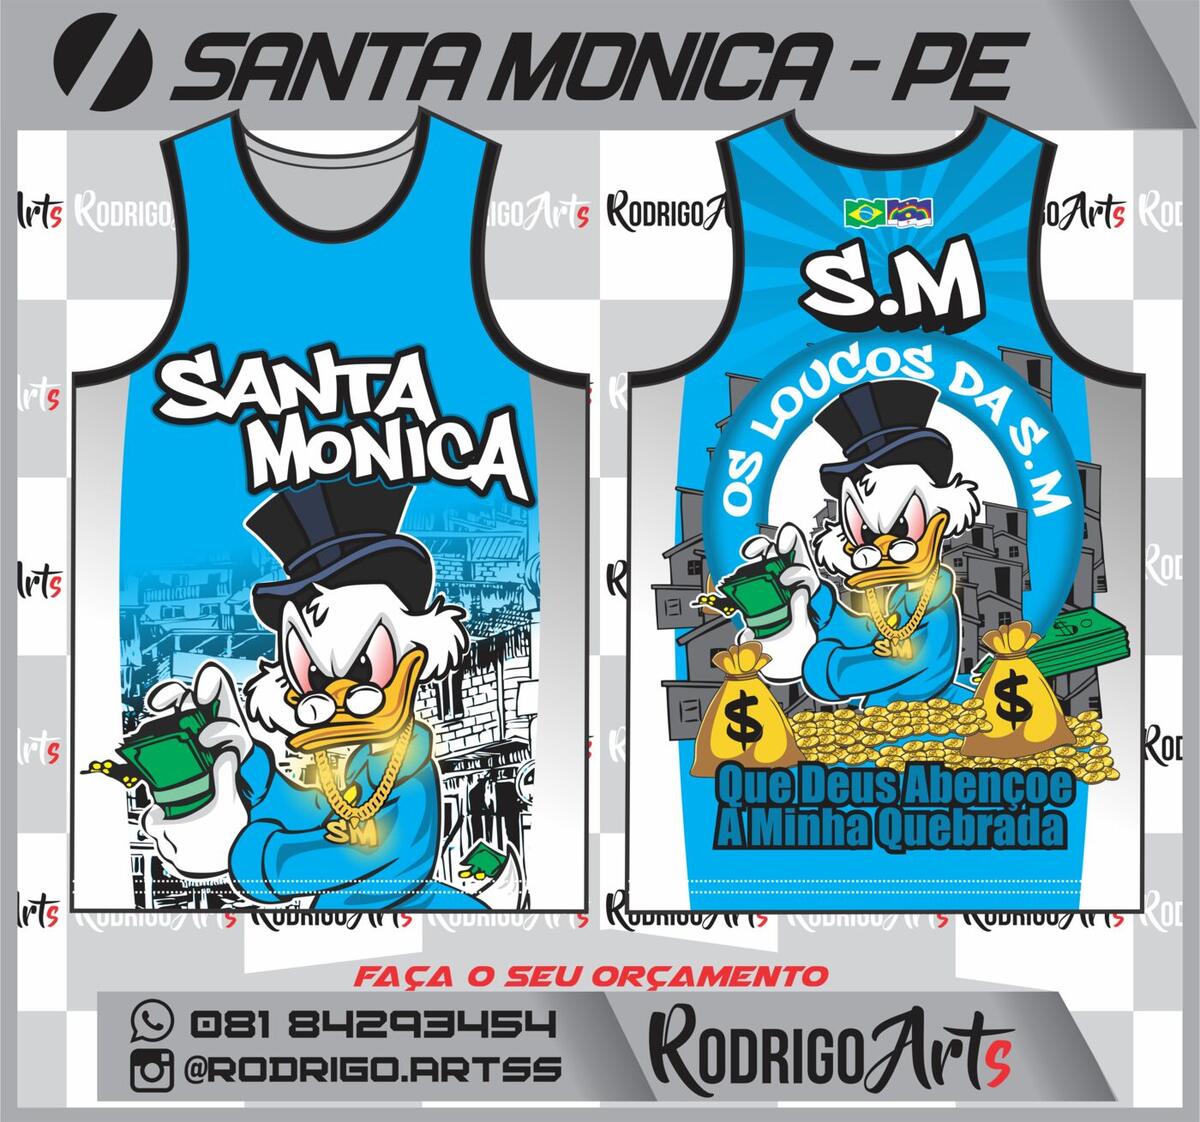 SANTA MONICA - PE
RODRIGOArts
SANTA
MONICA
SM
S.M
OS LOUCOS DA S.M
SM
$
$
$
Que Deus Abençoe
A Minha Quebrada
FAÇA O SEU ORÇAMENTO
081 84293454
@RODRIGO.ARTSS
RODRIGOArts